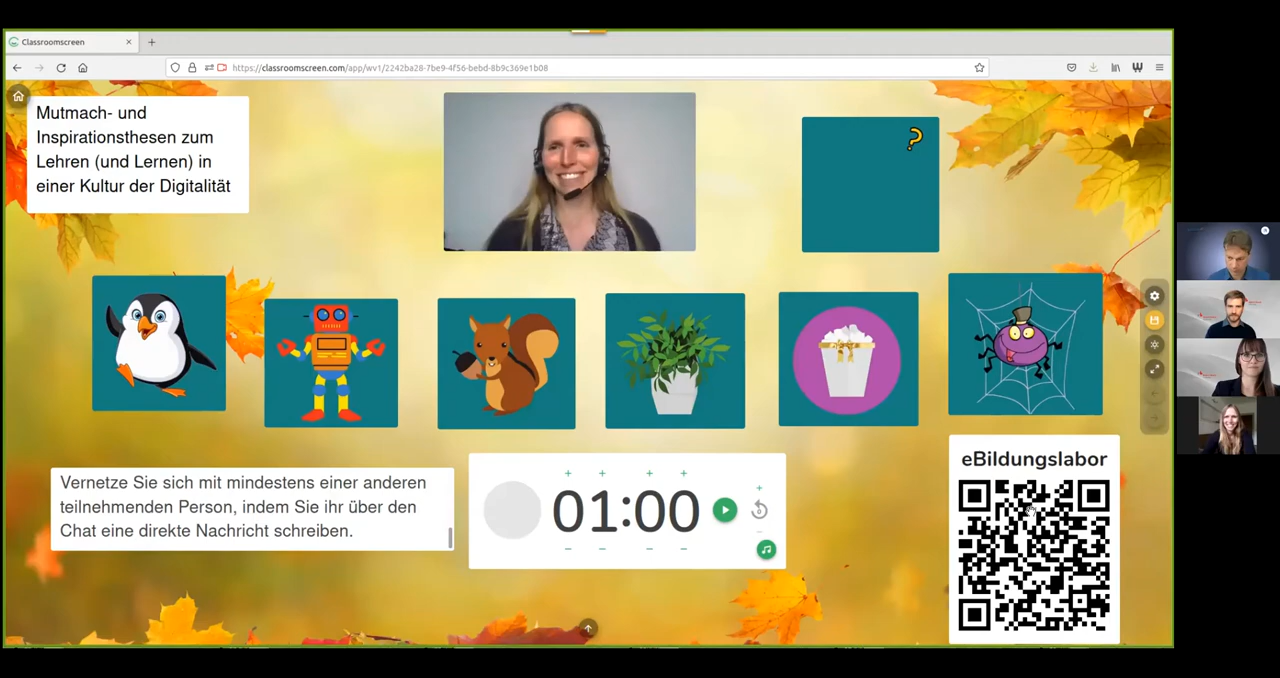 Classroomscreen
https://classroomscreen.com/app/wv1/2242ba28-7be9-4f56-bebd-8b9c369e1b08
Mutmach- und
Inspirationsthesen zum
Lehren (und Lernen) in
einer Kultur der Digitalität
?
Vernetze Sie sich mit mindestens einer anderen
teilnehmenden Person, indem Sie ihr über den
Chat eine direkte Nachricht schreiben.
01:00
eBildungslabor